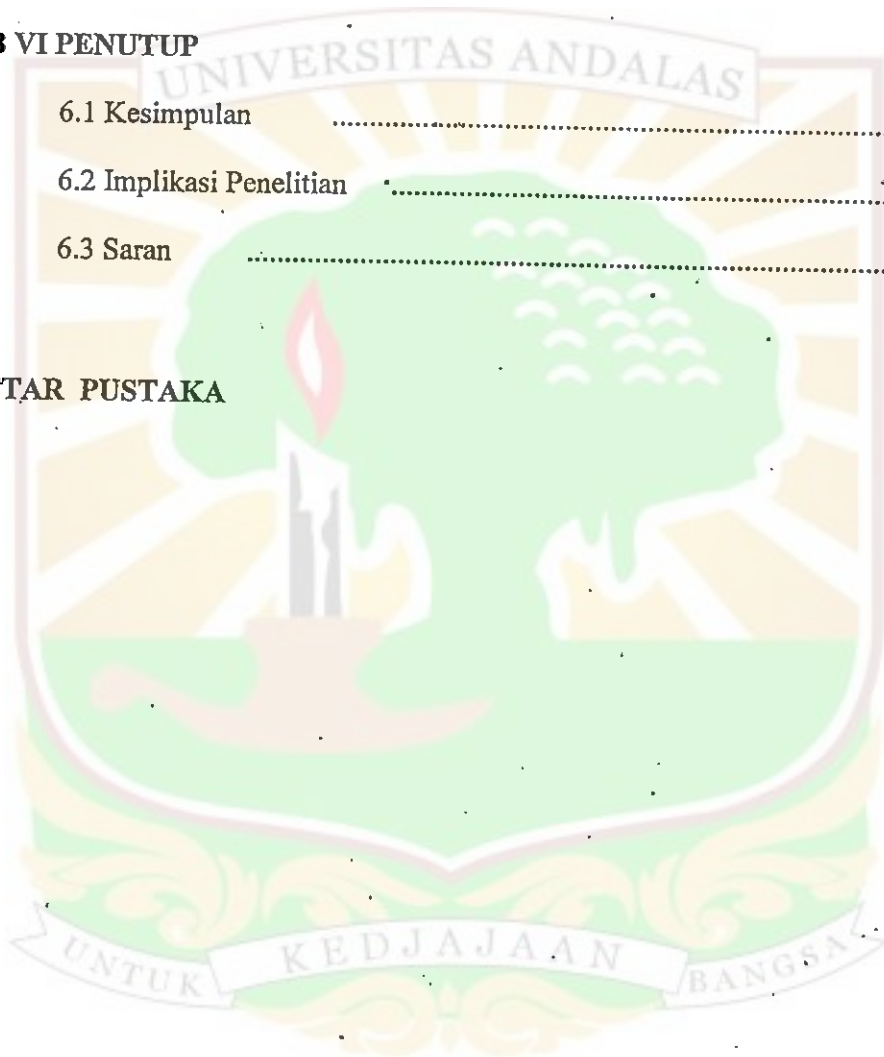 B VI PENUTUP
UNIVERSITAS ANDALAS
6.1 Kesimpulan ................................................
6.2 Implikasi Penelitian ................................................
6.3 Saran ................................................
TAR PUSTAKA
UNTUK KEDJAJAAN BANGSA